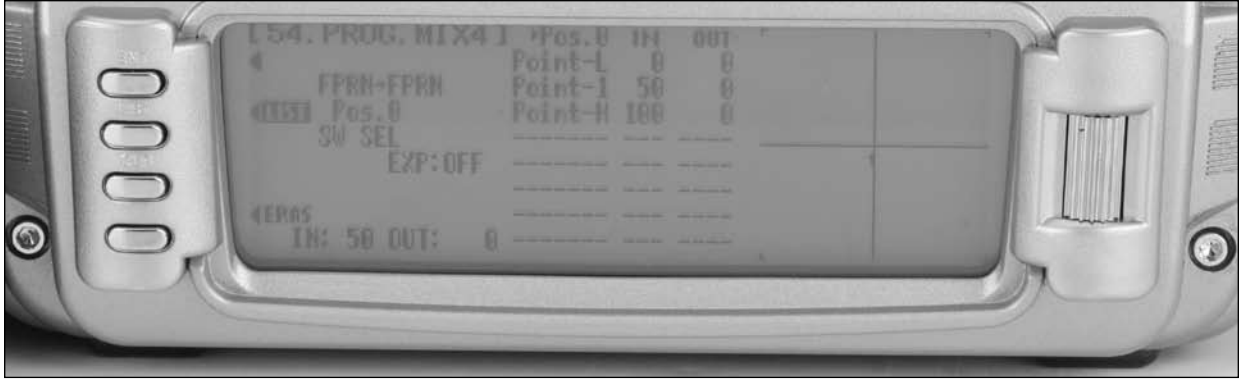 [54.PROG.MIX4] Pos.0 IN OUT
Point-L 0 0
FPRN→FPRN Point-1 50 0
LIST Pos.0 Point-H 100 0
SW SEL
EXP:OFF
ERAS
IN: 50 OUT: 0